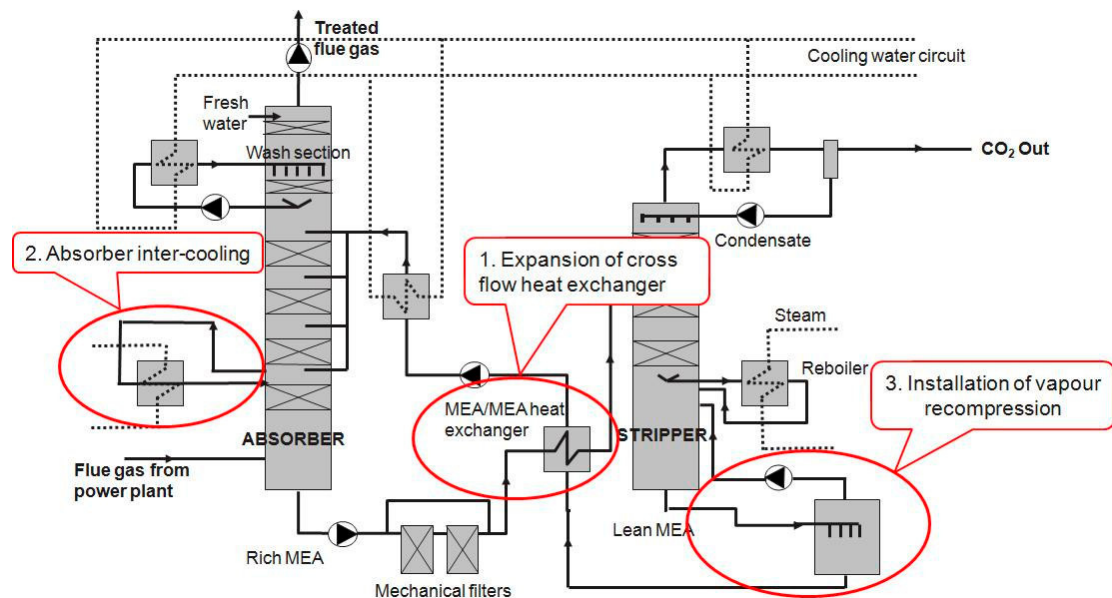 Treated
flue gas
Cooling water circuit
Fresh
water
Wash section
CO₂ Out
Condensate
2. Absorber inter-cooling
1. Expansion of cross
flow heat exchanger
Steam
Reboiler
3. Installation of vapour
recompression
MEA/MEA heat
exchanger
ABSORBER
STRIPPER
Flue gas from
power plant
Rich MEA
Lean MEA
Mechanical filters